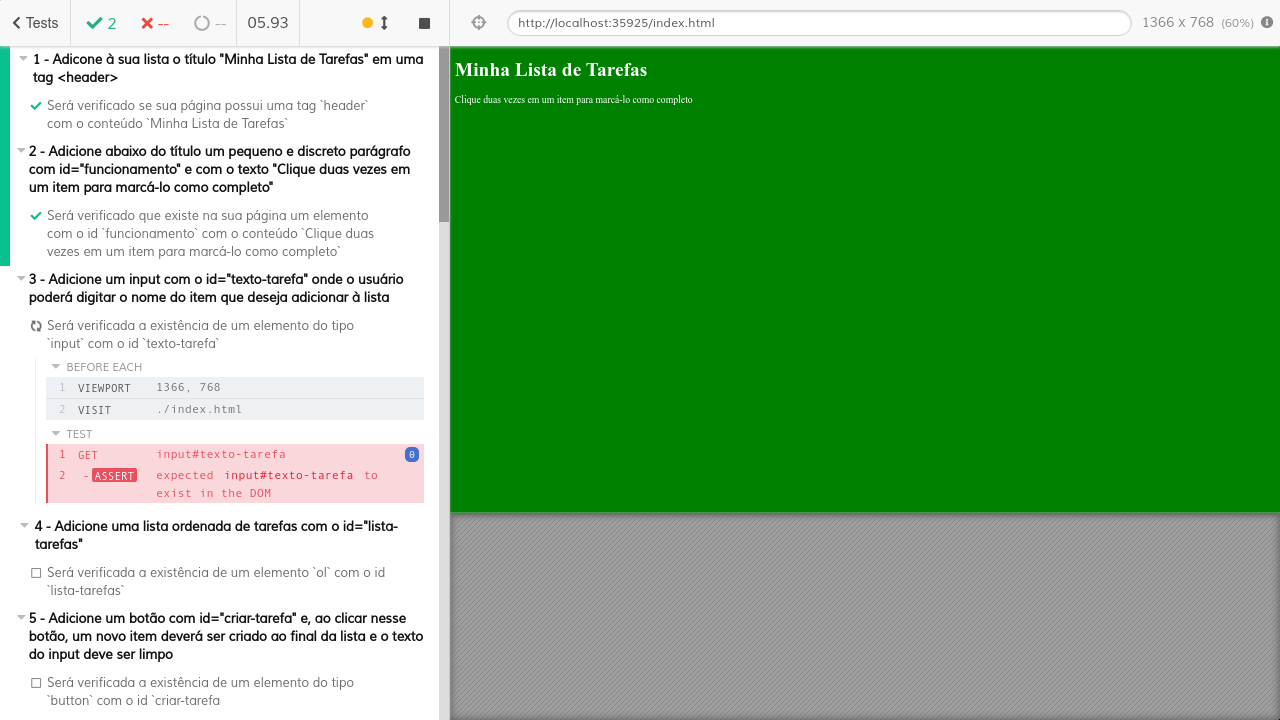 Tests
2
--
--
05.93
http://localhost:35925/index.html
1366 x 768 (60%)
1 - Adicone à sua lista o título "Minha Lista de Tarefas" em uma
tag <header>
Será verificado se sua página possui uma tag `header`
com o conteúdo `Minha Lista de Tarefas`
2 - Adicione abaixo do título um pequeno e discreto parágrafo
com id="funcionamento" e com o texto "Clique duas vezes em
um item para marcá-lo como completo"
Será verificado que existe na sua página um elemento
com o id `funcionamento` com o conteúdo `Clique duas
vezes em um item para marcá-lo como completo`
3 - Adicione um input com o id="texto-tarefa" onde o usuário
poderá digitar o nome do item que deseja adicionar à lista
Será verificada a existência de um elemento do tipo
`input` com o id `texto-tarefa`
BEFORE EACH
1 VIEWPORT 1366, 768
2 VISIT ./index.html
TEST
1 GET input#texto-tarefa 0
2 -ASSERT expected input#texto-tarefa to
exist in the DOM
4 - Adicione uma lista ordenada de tarefas com o id="lista-
tarefas"
Será verificada a existência de um elemento `ol` com o id
`lista-tarefas`
5 - Adicione um botão com id="criar-tarefa" e, ao clicar nesse
botão, um novo item deverá ser criado ao final da lista e o texto
do input deve ser limpo
Será verificada a existência de um elemento do tipo
`button` com o id `criar-tarefa
Minha Lista de Tarefas
Clique duas vezes em um item para marcá-lo como completo